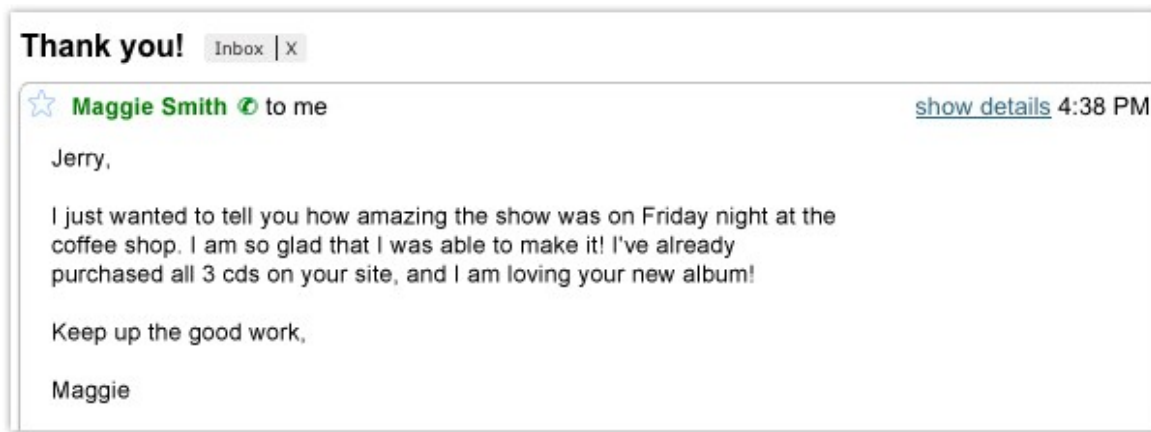 Thank you! Inbox | X
Maggie Smith to me show details 4:38 PM
Jerry,
I just wanted to tell you how amazing the show was on Friday night at the
coffee shop. I am so glad that I was able to make it! I've already
purchased all 3 cds on your site, and I am loving your new album!
Keep up the good work,
Maggie